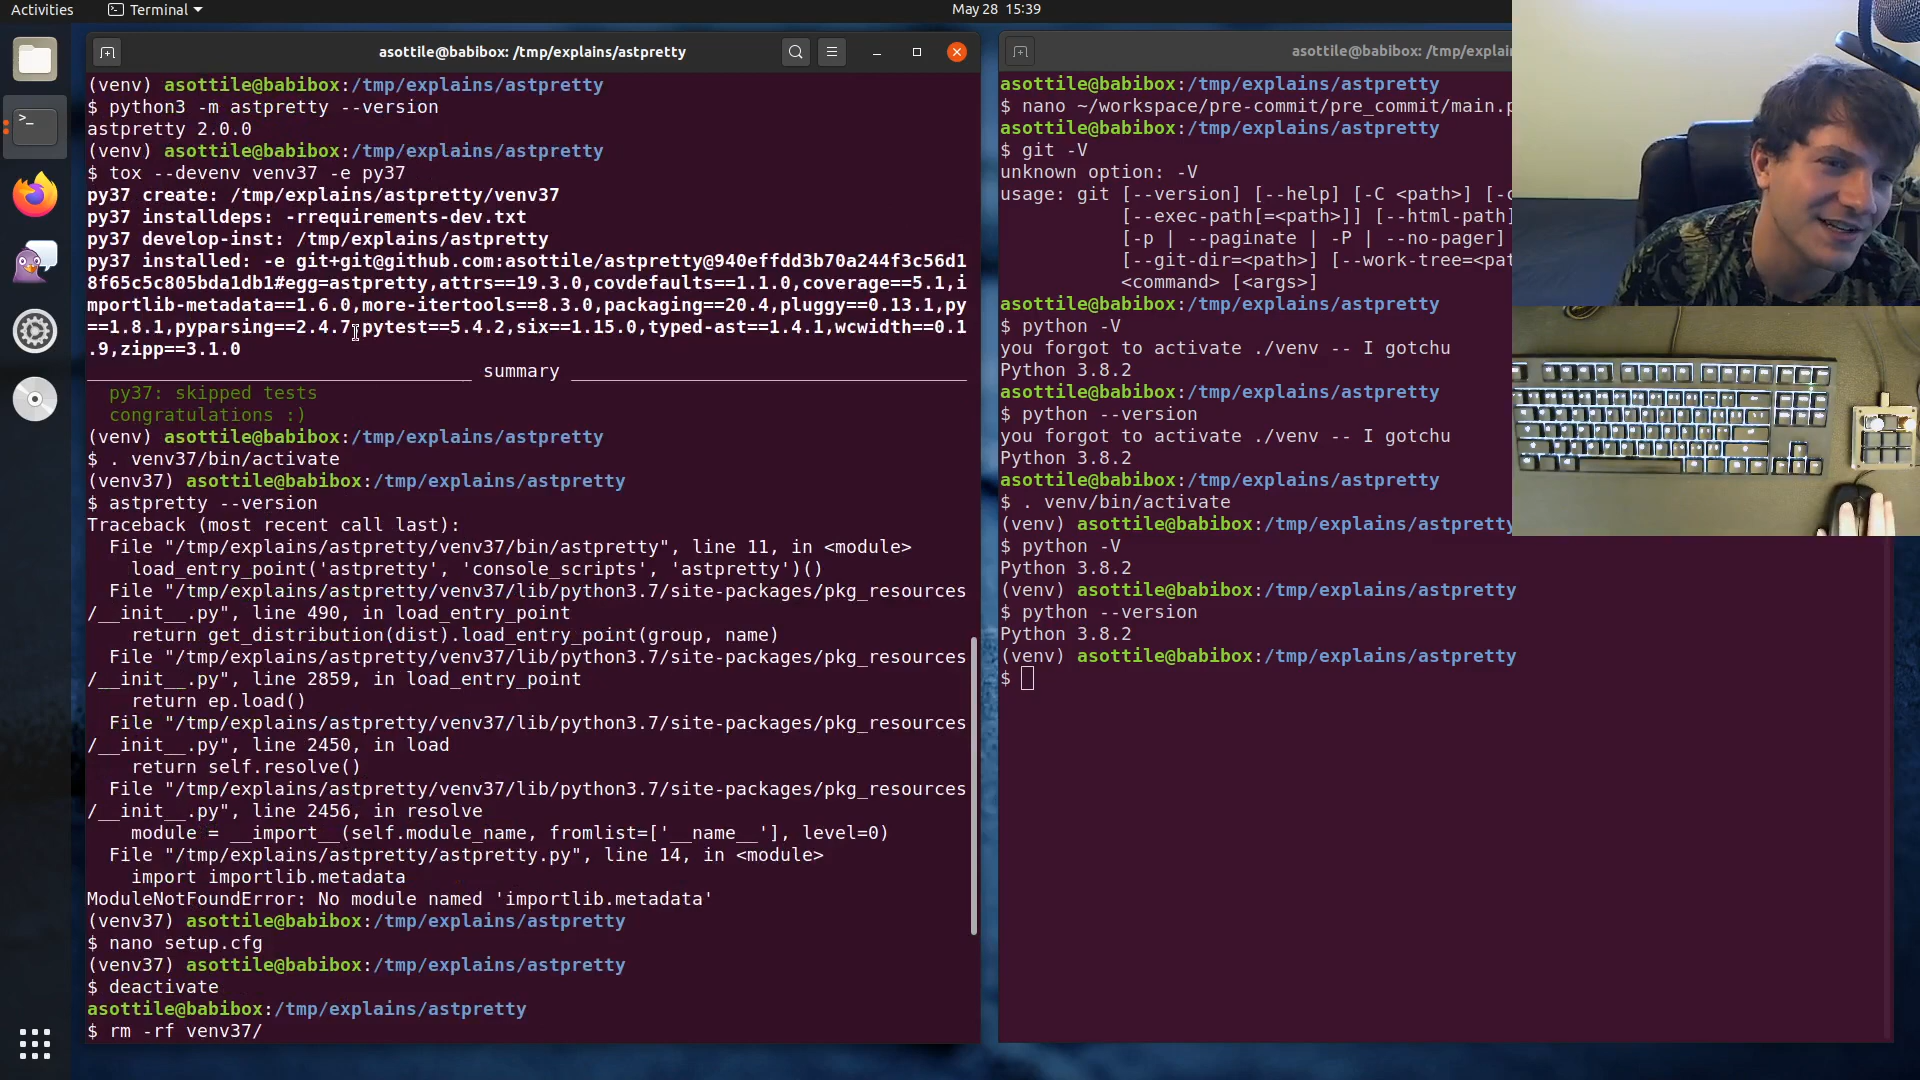 Activities
Terminal
May 28 15:39
asottile@babibox: /tmp/explains/astpretty
(venv) asottile@babibox:/tmp/explains/astpretty
$ python3 -m astpretty --version
astpretty 2.0.0
(venv) asottile@babibox:/tmp/explains/astpretty
$ tox --devenv venv37 -e py37
py37 create: /tmp/explains/astpretty/venv37
py37 installdeps: -rrequirements-dev.txt
py37 develop-inst: /tmp/explains/astpretty
py37 installed: -e git+git@github.com:asottile/astpretty@940effdd3b70a244f3c56d1
8f65c5c805bda1db1#egg=astpretty,attrs==19.3.0,covdefaults==1.1.0,coverage==5.1,i
mportlib-metadata==1.6.0,more-itertools==8.3.0,packaging==20.4,pluggy==0.13.1,py
==1.8.1,pyparsing==2.4.7,pytest==5.4.2,six==1.15.0,typed-ast==1.4.1,wcwidth==0.1
.9,zipp==3.1.0
___________________________________ summary ____________________________________
py37: skipped tests
congratulations :)
(venv) asottile@babibox:/tmp/explains/astpretty
$ . venv37/bin/activate
(venv37) asottile@babibox:/tmp/explains/astpretty
$ astpretty --version
Traceback (most recent call last):
File "/tmp/explains/astpretty/venv37/bin/astpretty", line 11, in <module>
load_entry_point('astpretty', 'console_scripts', 'astpretty')()
File "/tmp/explains/astpretty/venv37/lib/python3.7/site-packages/pkg_resources
/__init__.py", line 490, in load_entry_point
return get_distribution(dist).load_entry_point(group, name)
File "/tmp/explains/astpretty/venv37/lib/python3.7/site-packages/pkg_resources
/__init__.py", line 2859, in load_entry_point
return ep.load()
File "/tmp/explains/astpretty/venv37/lib/python3.7/site-packages/pkg_resources
/__init__.py", line 2450, in load
return self.resolve()
File "/tmp/explains/astpretty/venv37/lib/python3.7/site-packages/pkg_resources
/__init__.py", line 2456, in resolve
module = __import__(self.module_name, fromlist=['__name__'], level=0)
File "/tmp/explains/astpretty/astpretty.py", line 14, in <module>
import importlib.metadata
ModuleNotFoundError: No module named 'importlib.metadata'
(venv37) asottile@babibox:/tmp/explains/astpretty
$ nano setup.cfg
(venv37) asottile@babibox:/tmp/explains/astpretty
$ deactivate
asottile@babibox:/tmp/explains/astpretty
$ rm -rf venv37/
asottile@babibox: /tmp/explai
asottile@babibox:/tmp/explains/astpretty
$ nano ~/workspace/pre-commit/pre_commit/main.p
asottile@babibox:/tmp/explains/astpretty
$ git -V
unknown option: -V
usage: git [--version] [--help] [-C <path>] [-c
[--exec-path[=<path>]] [--html-path]
[-p | --paginate | -P | --no-pager]
[--git-dir=<path>] [--work-tree=<pat
<command> [<args>]
asottile@babibox:/tmp/explains/astpretty
$ python -V
you forgot to activate ./venv -- I gotchu
Python 3.8.2
asottile@babibox:/tmp/explains/astpretty
$ python --version
you forgot to activate ./venv -- I gotchu
Python 3.8.2
asottile@babibox:/tmp/explains/astpretty
$ . venv/bin/activate
(venv) asottile@babibox:/tmp/explains/astpretty
$ python -V
Python 3.8.2
(venv) asottile@babibox:/tmp/explains/astpretty
$ python --version
Python 3.8.2
(venv) asottile@babibox:/tmp/explains/astpretty
$